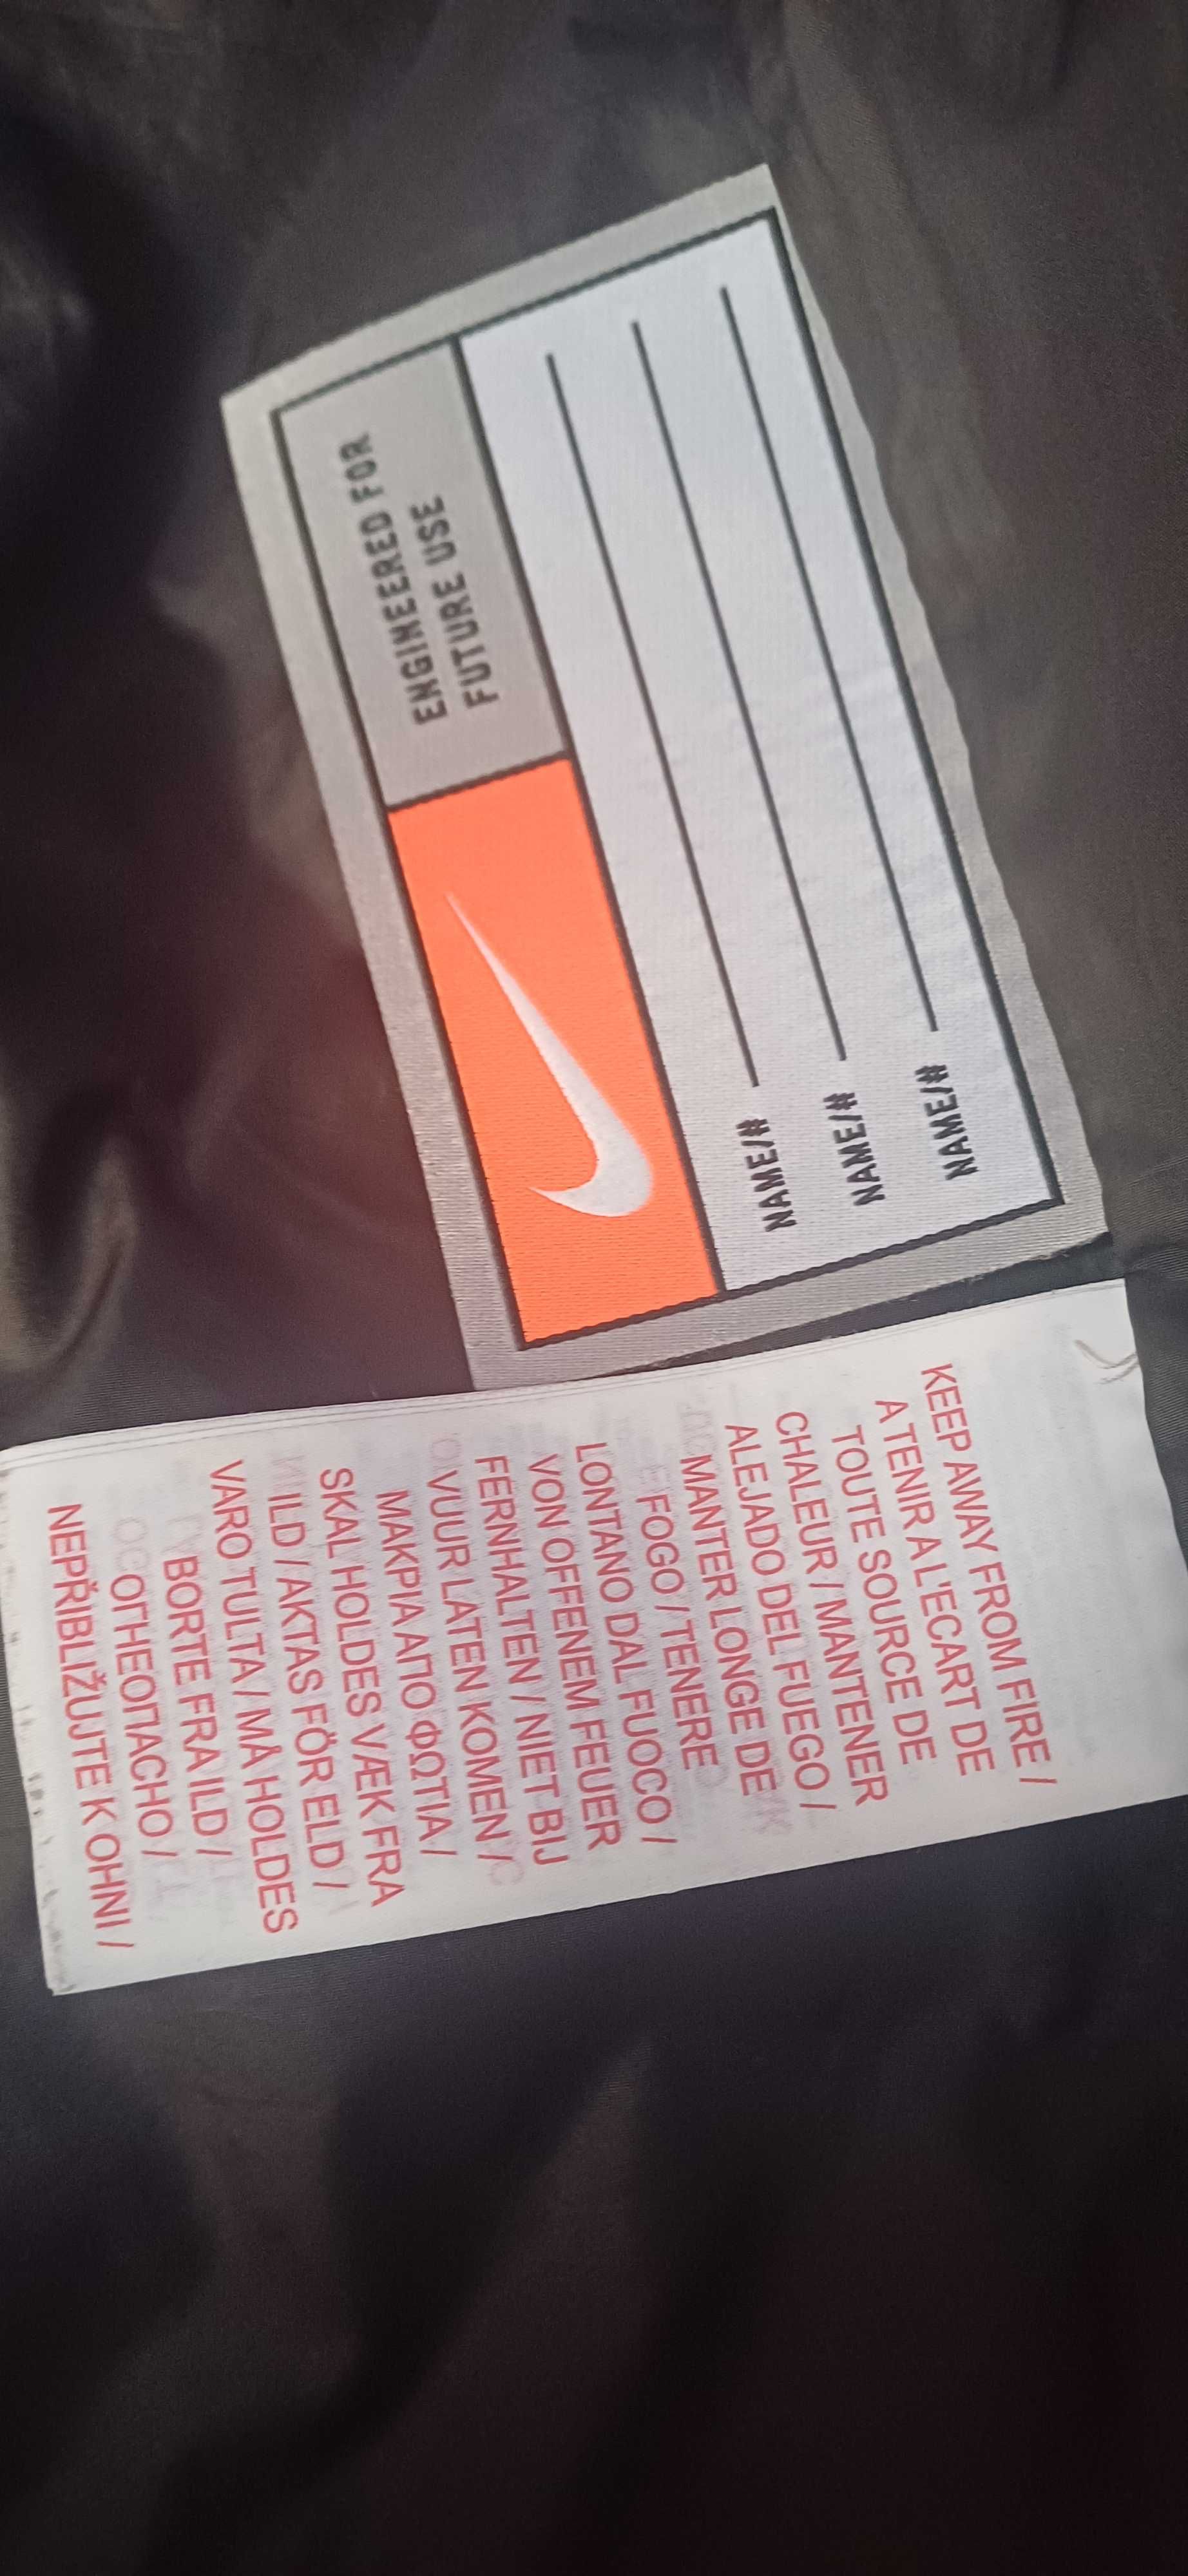 ENGINEERED FOR
FUTURE USE
NAME/#
NAME/#
NAME/#
KEEP AWAY FROM FIRE /
A TENIR A L'ECART DE
TOUTE SOURCE DE
CHALEUR / MANTENER
ALEJADO DEL FUEGO /
MANTER LONGE DE
FOGO / TENERE
LONTANO DAL FUOCO /
VON OFFENEM FEUER
FERNHALTEN / NIET BIJ
VUUR LATEN KOMEN /
ΜΑΚΡΙΑ ΑΠΟ ΦΩΤΙΑ /
SKAL HOLDES VÆK FRA
ILD / AKTAS FÖR ELD /
VARO TULTA / MÅ HOLDES
BORTE FRA ILD /
ОГНЕОПАСНО /
NEPŘIBLIŽUJTE K OHNI /